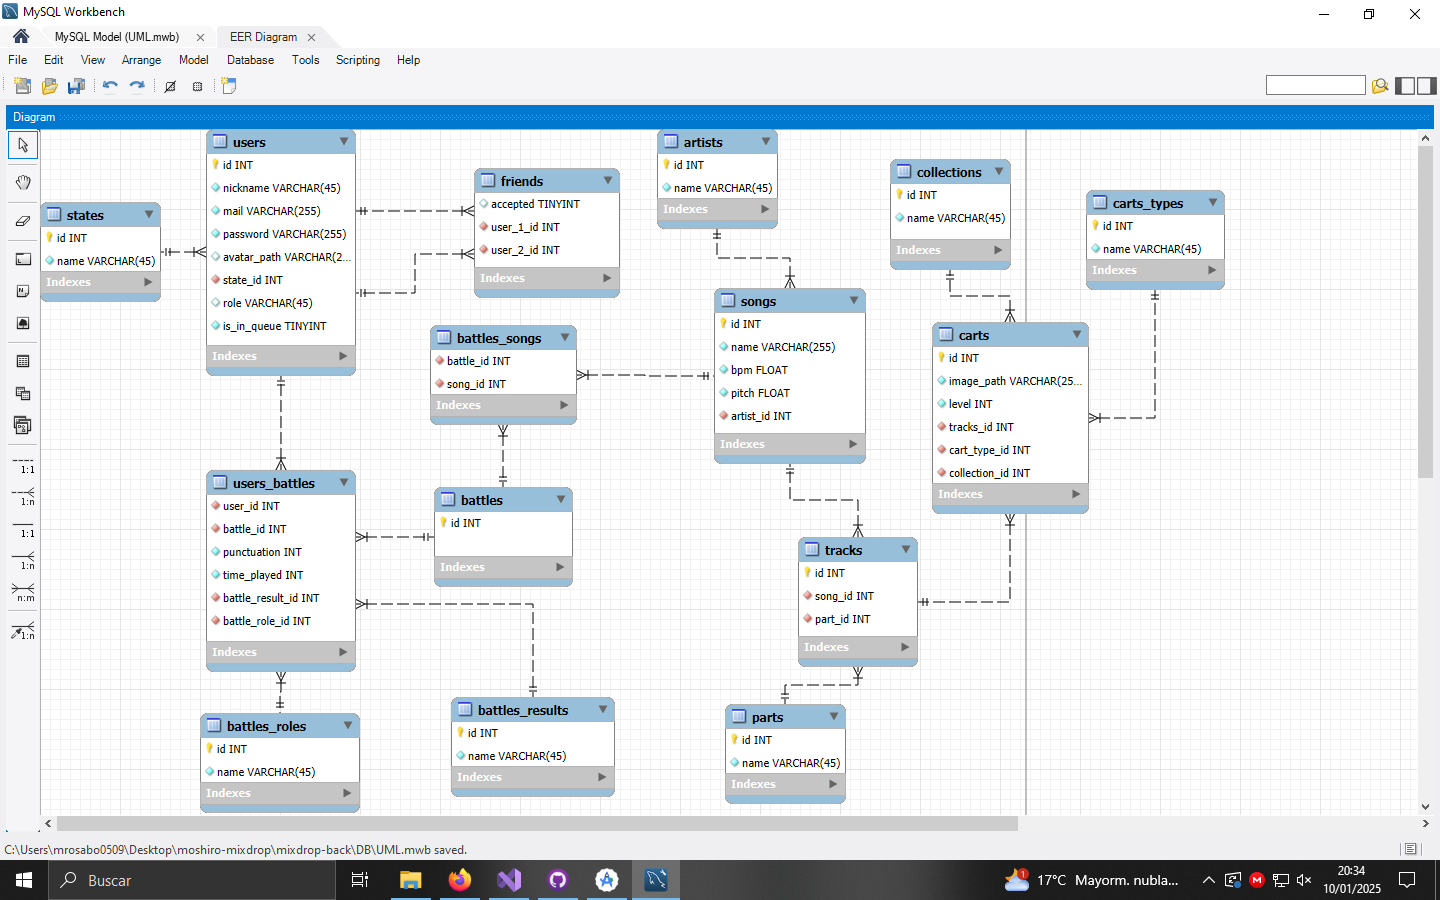 MySQL Workbench
MySQL Model (UML.mwb)
EER Diagram
File Edit View Arrange Model Database Tools Scripting Help
Diagram
1:1
1:n
1:1
1:n
n:m
1:n
users
id INT
nickname VARCHAR(45)
mail VARCHAR(255)
password VARCHAR(255)
avatar_path VARCHAR(2...
state_id INT
role VARCHAR(45)
is_in_queue TINYINT
Indexes
states
id INT
name VARCHAR(45)
Indexes
friends
accepted TINYINT
user_1_id INT
user_2_id INT
Indexes
artists
id INT
name VARCHAR(45)
Indexes
collections
id INT
name VARCHAR(45)
Indexes
carts_types
id INT
name VARCHAR(45)
Indexes
battles_songs
battle_id INT
song_id INT
Indexes
songs
id INT
name VARCHAR(255)
bpm FLOAT
pitch FLOAT
artist_id INT
Indexes
carts
id INT
image_path VARCHAR(25...
level INT
tracks_id INT
cart_type_id INT
collection_id INT
Indexes
users_battles
user_id INT
battle_id INT
punctuation INT
time_played INT
battle_result_id INT
battle_role_id INT
Indexes
battles
id INT
Indexes
tracks
id INT
song_id INT
part_id INT
Indexes
battles_roles
id INT
name VARCHAR(45)
Indexes
battles_results
id INT
name VARCHAR(45)
Indexes
parts
id INT
name VARCHAR(45)
Indexes
C:\Users\mrosabo0509\Desktop\moshiro-mixdrop\mixdrop-back\DB\UML.mwb saved.
Buscar
1
17°C Mayorm. nubla...
M
20:34
10/01/2025